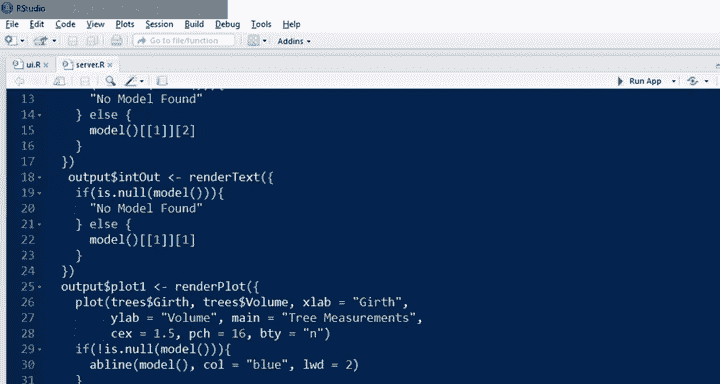 RStudio
File Edit Code View Plots Session Build Debug Tools Help
Go to file/function Addins
ui.R × server.R ×
Run App
13 "No Model Found"
14 } else {
15 model()[[1]][2]
16 }
17 })
18 output$intOut <- renderText({
19 if(is.null(model())){
20 "No Model Found"
21 } else {
22 model()[[1]][1]
23 }
24 })
25 output$plot1 <- renderPlot({
26 plot(trees$Girth, trees$Volume, xlab = "Girth",
27 ylab = "Volume", main = "Tree Measurements",
28 cex = 1.5, pch = 16, bty = "n")
29 if(!is.null(model())){
30 abline(model(), col = "blue", lwd = 2)
31 }